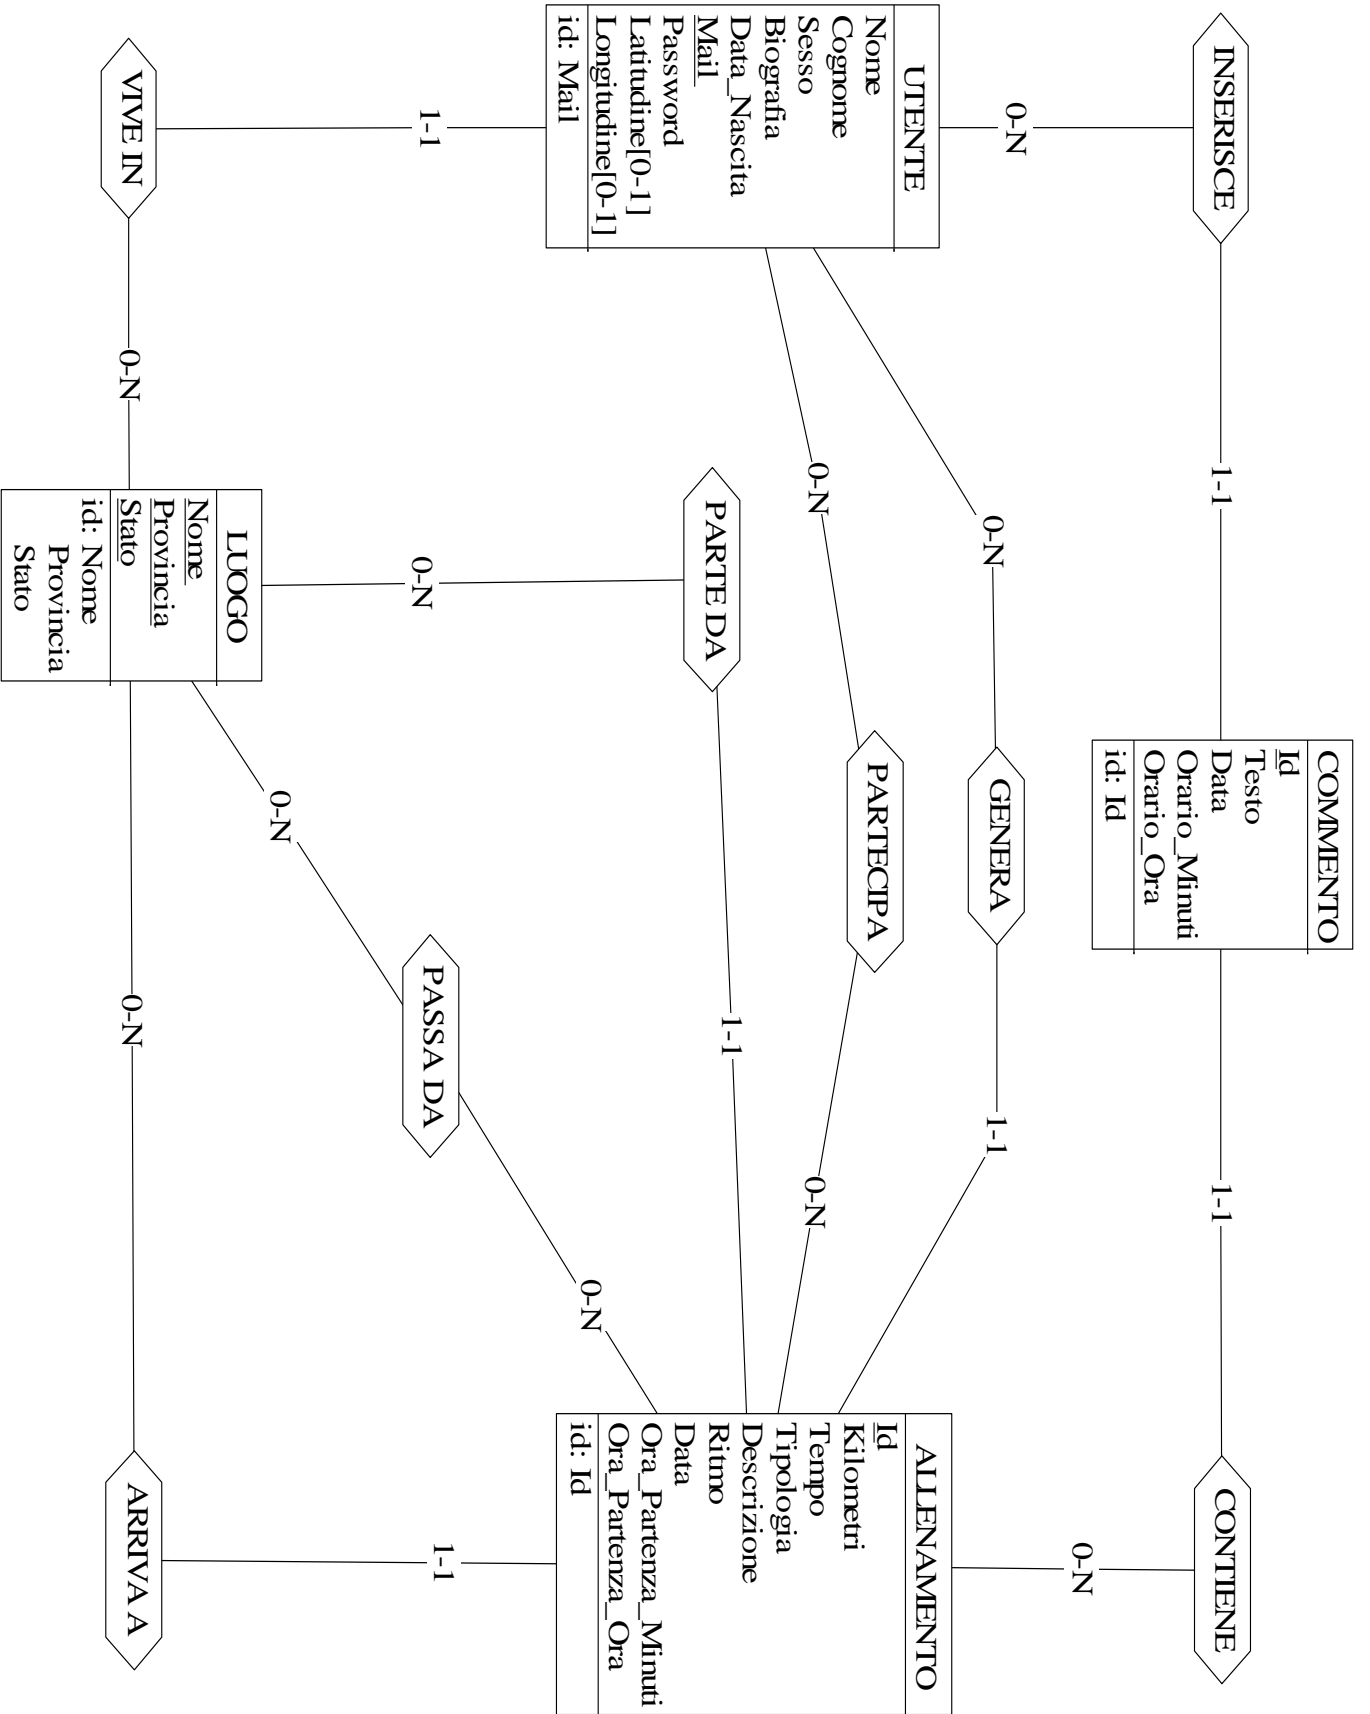 INSERISCE
0-N
1-1
UTENTE
Nome
Cognome
Sesso
Biografia
Data_Nascita
Mail
Password
Latitudine[0-1]
Longitudine[0-1]
id: Mail
1-1
VIVE IN
0-N
COMMENTO
Id
Testo
Data
Orario_Minuti
Orario_Ora
id: Id
1-1
CONTIENE
0-N
0-N
GENERA
1-1
0-N
PARTECIPA
0-N
PARTE DA
0-N
1-1
LUOGO
Nome
Provincia
Stato
id: Nome
Provincia
Stato
0-N
PASSA DA
0-N
0-N
ARRIVA A
1-1
ALLENAMENTO
Id
Kilometri
Tempo
Tipologia
Descrizione
Ritmo
Data
Ora_Partenza_Minuti
Ora_Partenza_Ora
id: Id